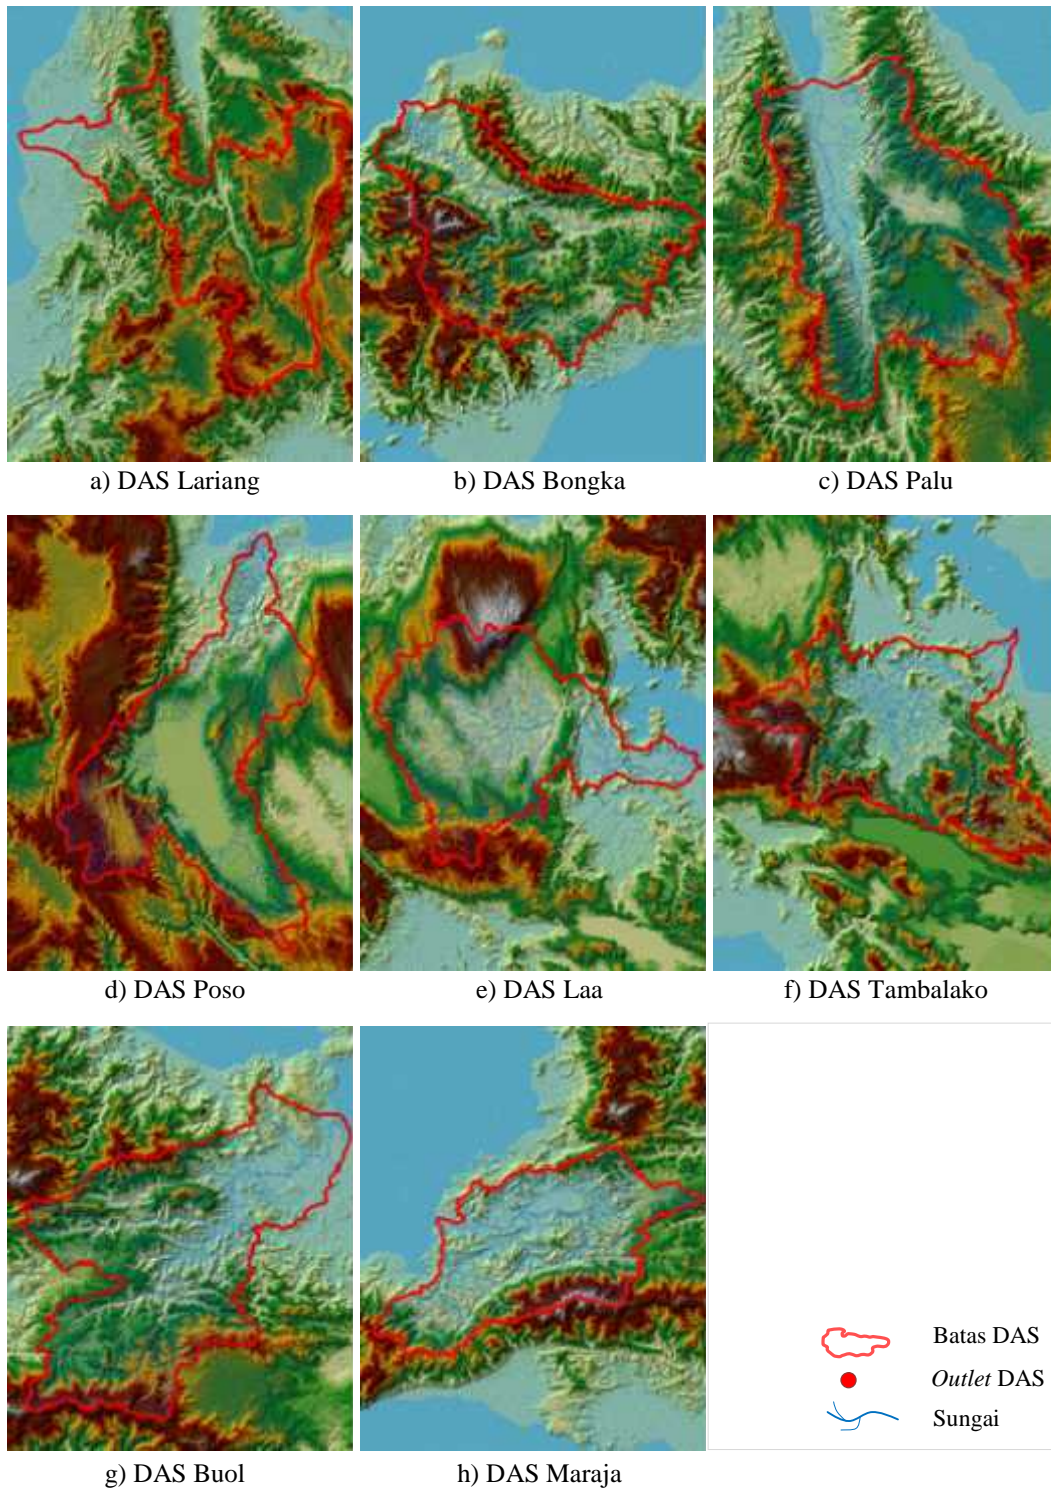 a) DAS Lariang
b) DAS Bongka
c) DAS Palu
d) DAS Poso
e) DAS Laa
f) DAS Tambalako
g) DAS Buol
h) DAS Maraja
Batas DAS
Outlet DAS
Sungai